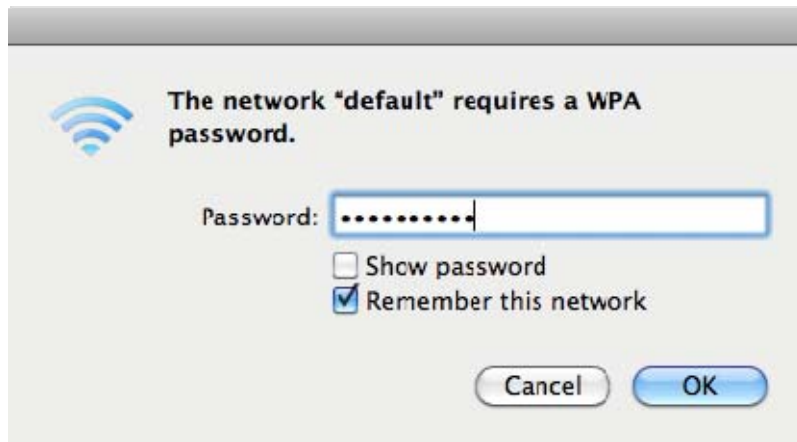 The network “default” requires a WPA
password.
Password: ••••••••••
Show password
Remember this network
Cancel OK